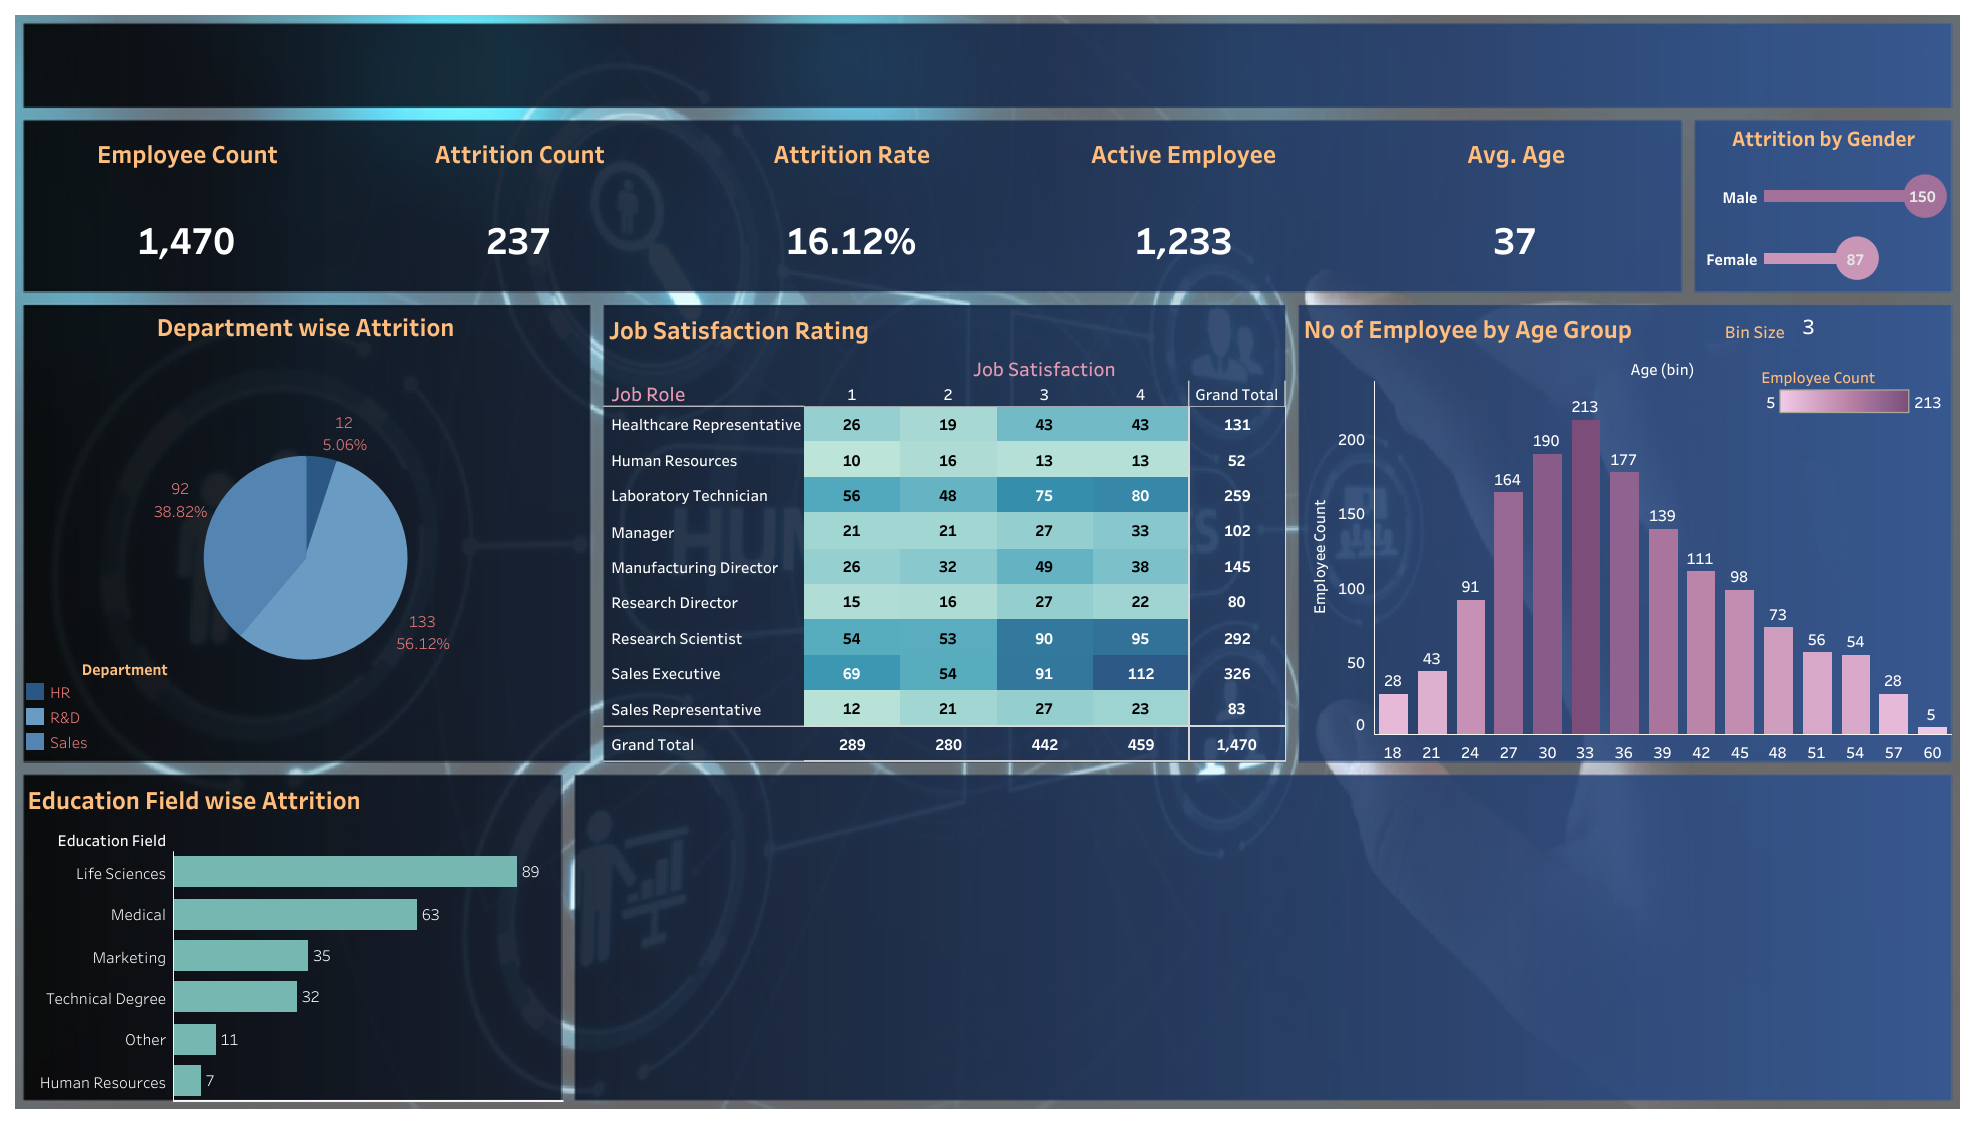 Employee Count
Attrition Count
Attrition Rate
Active Employee
Avg. Age
1,470
237
16.12%
1,233
37
Attrition by Gender
Male 150
Female 87
Department wise Attrition
12
5.06%
92
38.82%
133
56.12%
Department
HR
R&D
Sales
Job Satisfaction Rating
Job Satisfaction
Job Role 1 2 3 4 Grand Total
Healthcare Representative 26 19 43 43 131
Human Resources 10 16 13 13 52
Laboratory Technician 56 48 75 80 259
Manager 21 21 27 33 102
Manufacturing Director 26 32 49 38 145
Research Director 15 16 27 22 80
Research Scientist 54 53 90 95 292
Sales Executive 69 54 91 112 326
Sales Representative 12 21 27 23 83
Grand Total 289 280 442 459 1,470
No of Employee by Age Group
Bin Size 3
Age (bin)
Employee Count
5 213
Employee Count
200
150
100
50
0
28 43 91 164 190 213 177 139 111 98 73 56 54 28 5
18 21 24 27 30 33 36 39 42 45 48 51 54 57 60
Education Field wise Attrition
Education Field
Life Sciences 89
Medical 63
Marketing 35
Technical Degree 32
Other 11
Human Resources 7